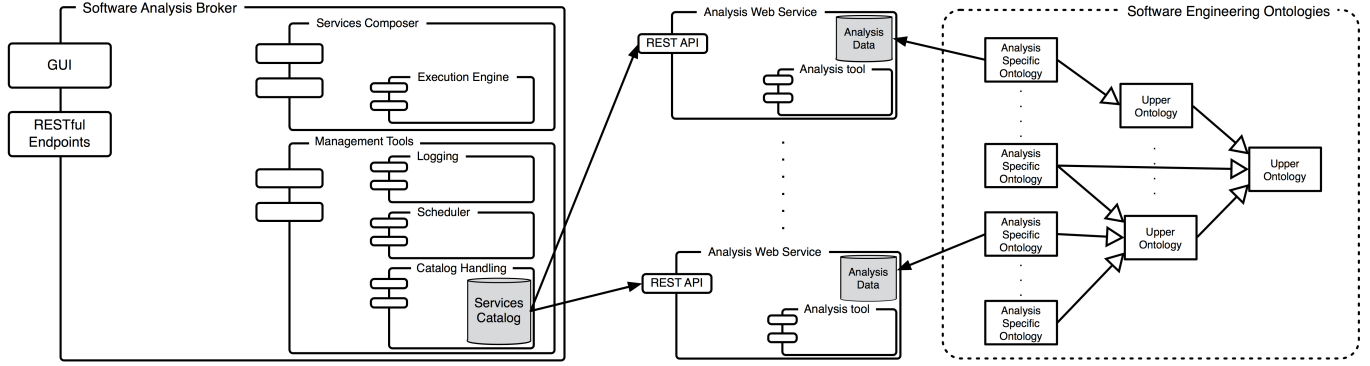 Software Analysis Broker
GUI
RESTful
Endpoints
Services Composer
Execution Engine
Management Tools
Logging
Scheduler
Catalog Handling
Services
Catalog
Analysis Web Service
REST API
Analysis
Data
Analysis tool
Analysis Web Service
REST API
Analysis
Data
Analysis tool
Software Engineering Ontologies
Analysis
Specific
Ontology
Analysis
Specific
Ontology
Analysis
Specific
Ontology
Analysis
Specific
Ontology
Upper
Ontology
Upper
Ontology
Upper
Ontology